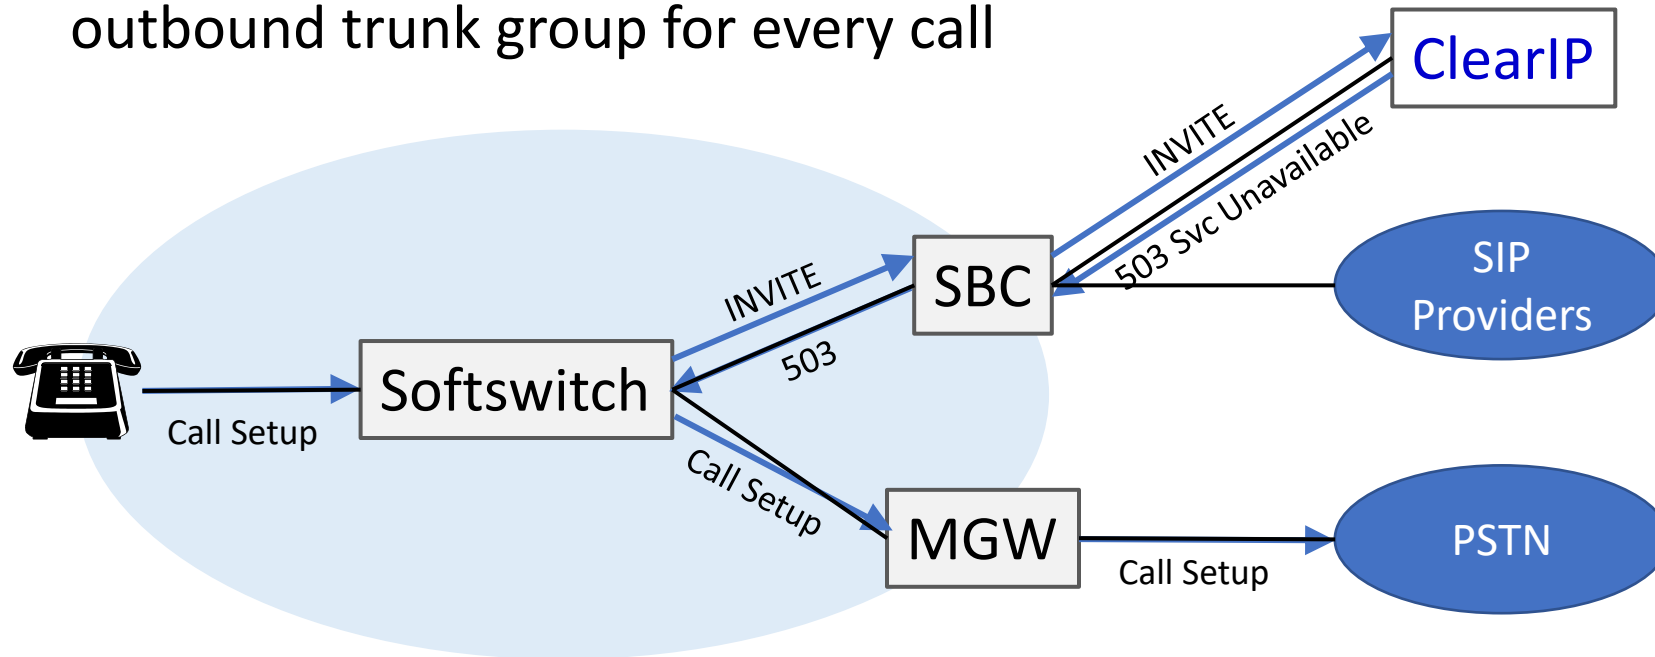 outbound trunk group for every call
ClearIP
INVITE
503 Svc Unavailable
SIP
Providers
SBC
INVITE
503
Softswitch
Call Setup
Call Setup
MGW
Call Setup
PSTN